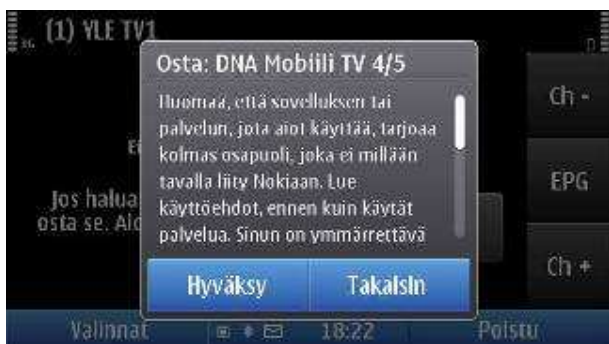 (1) YLE TV1
Osta: DNA Mobiili TV 4/5
Huomaa, että sovelluksen tai
palvelun, jota aiot käyttää, tarjoaa
kolmas osapuoli, joka ei millään
tavalla liity Nokiaan. Lue
käyttöehdot, ennen kuin käytät
palvelua. Sinun on ymmärrettävä
Ei
Jos halua
osta se. Aio
Ch -
EPG
Ch +
Hyväksy Takaisin
Valinnat 18:22 Poistu